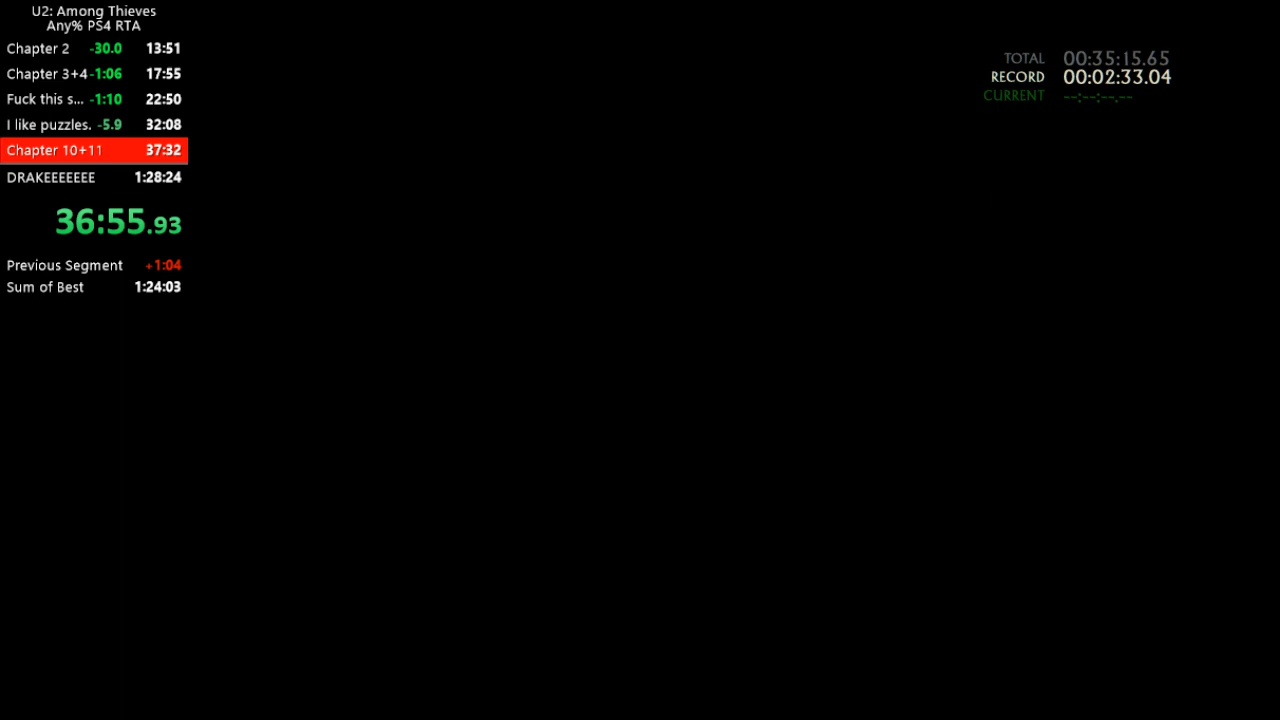 U2: Among Thieves
Any% PS4 RTA
Chapter 2 -30.0 13:51
Chapter 3+4 -1:06 17:55
Fuck this s... -1:10 22:50
I like puzzles. -5.9 32:08
Chapter 10+11 37:32
DRAKEEEEEEE 1:28:24
36:55.93
Previous Segment +1:04
Sum of Best 1:24:03
TOTAL 00:35:15.65
RECORD 00:02:33.04
CURRENT --:--:--.--